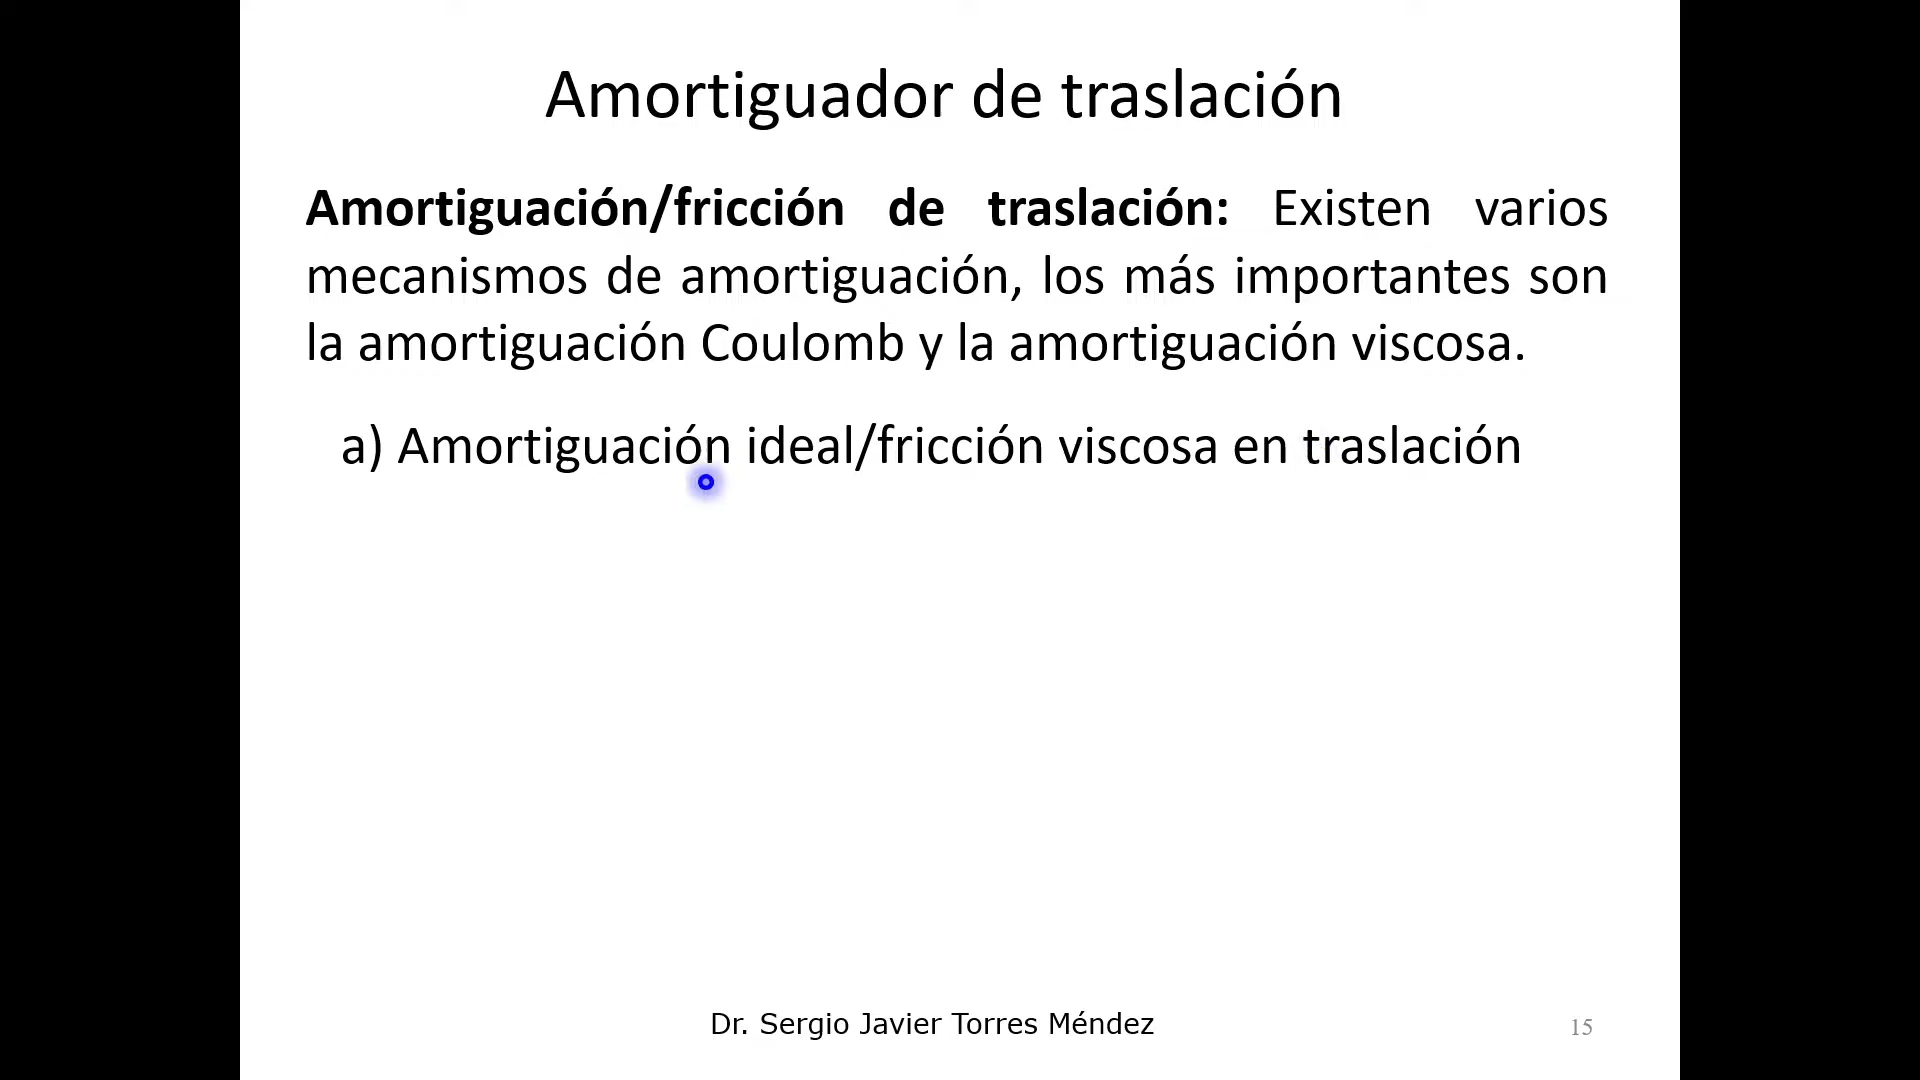 Amortiguador de traslación
Amortiguación/fricción de traslación: Existen varios
mecanismos de amortiguación, los más importantes son
la amortiguación Coulomb y la amortiguación viscosa.
a) Amortiguación ideal/fricción viscosa en traslación
Dr. Sergio Javier Torres Méndez
15